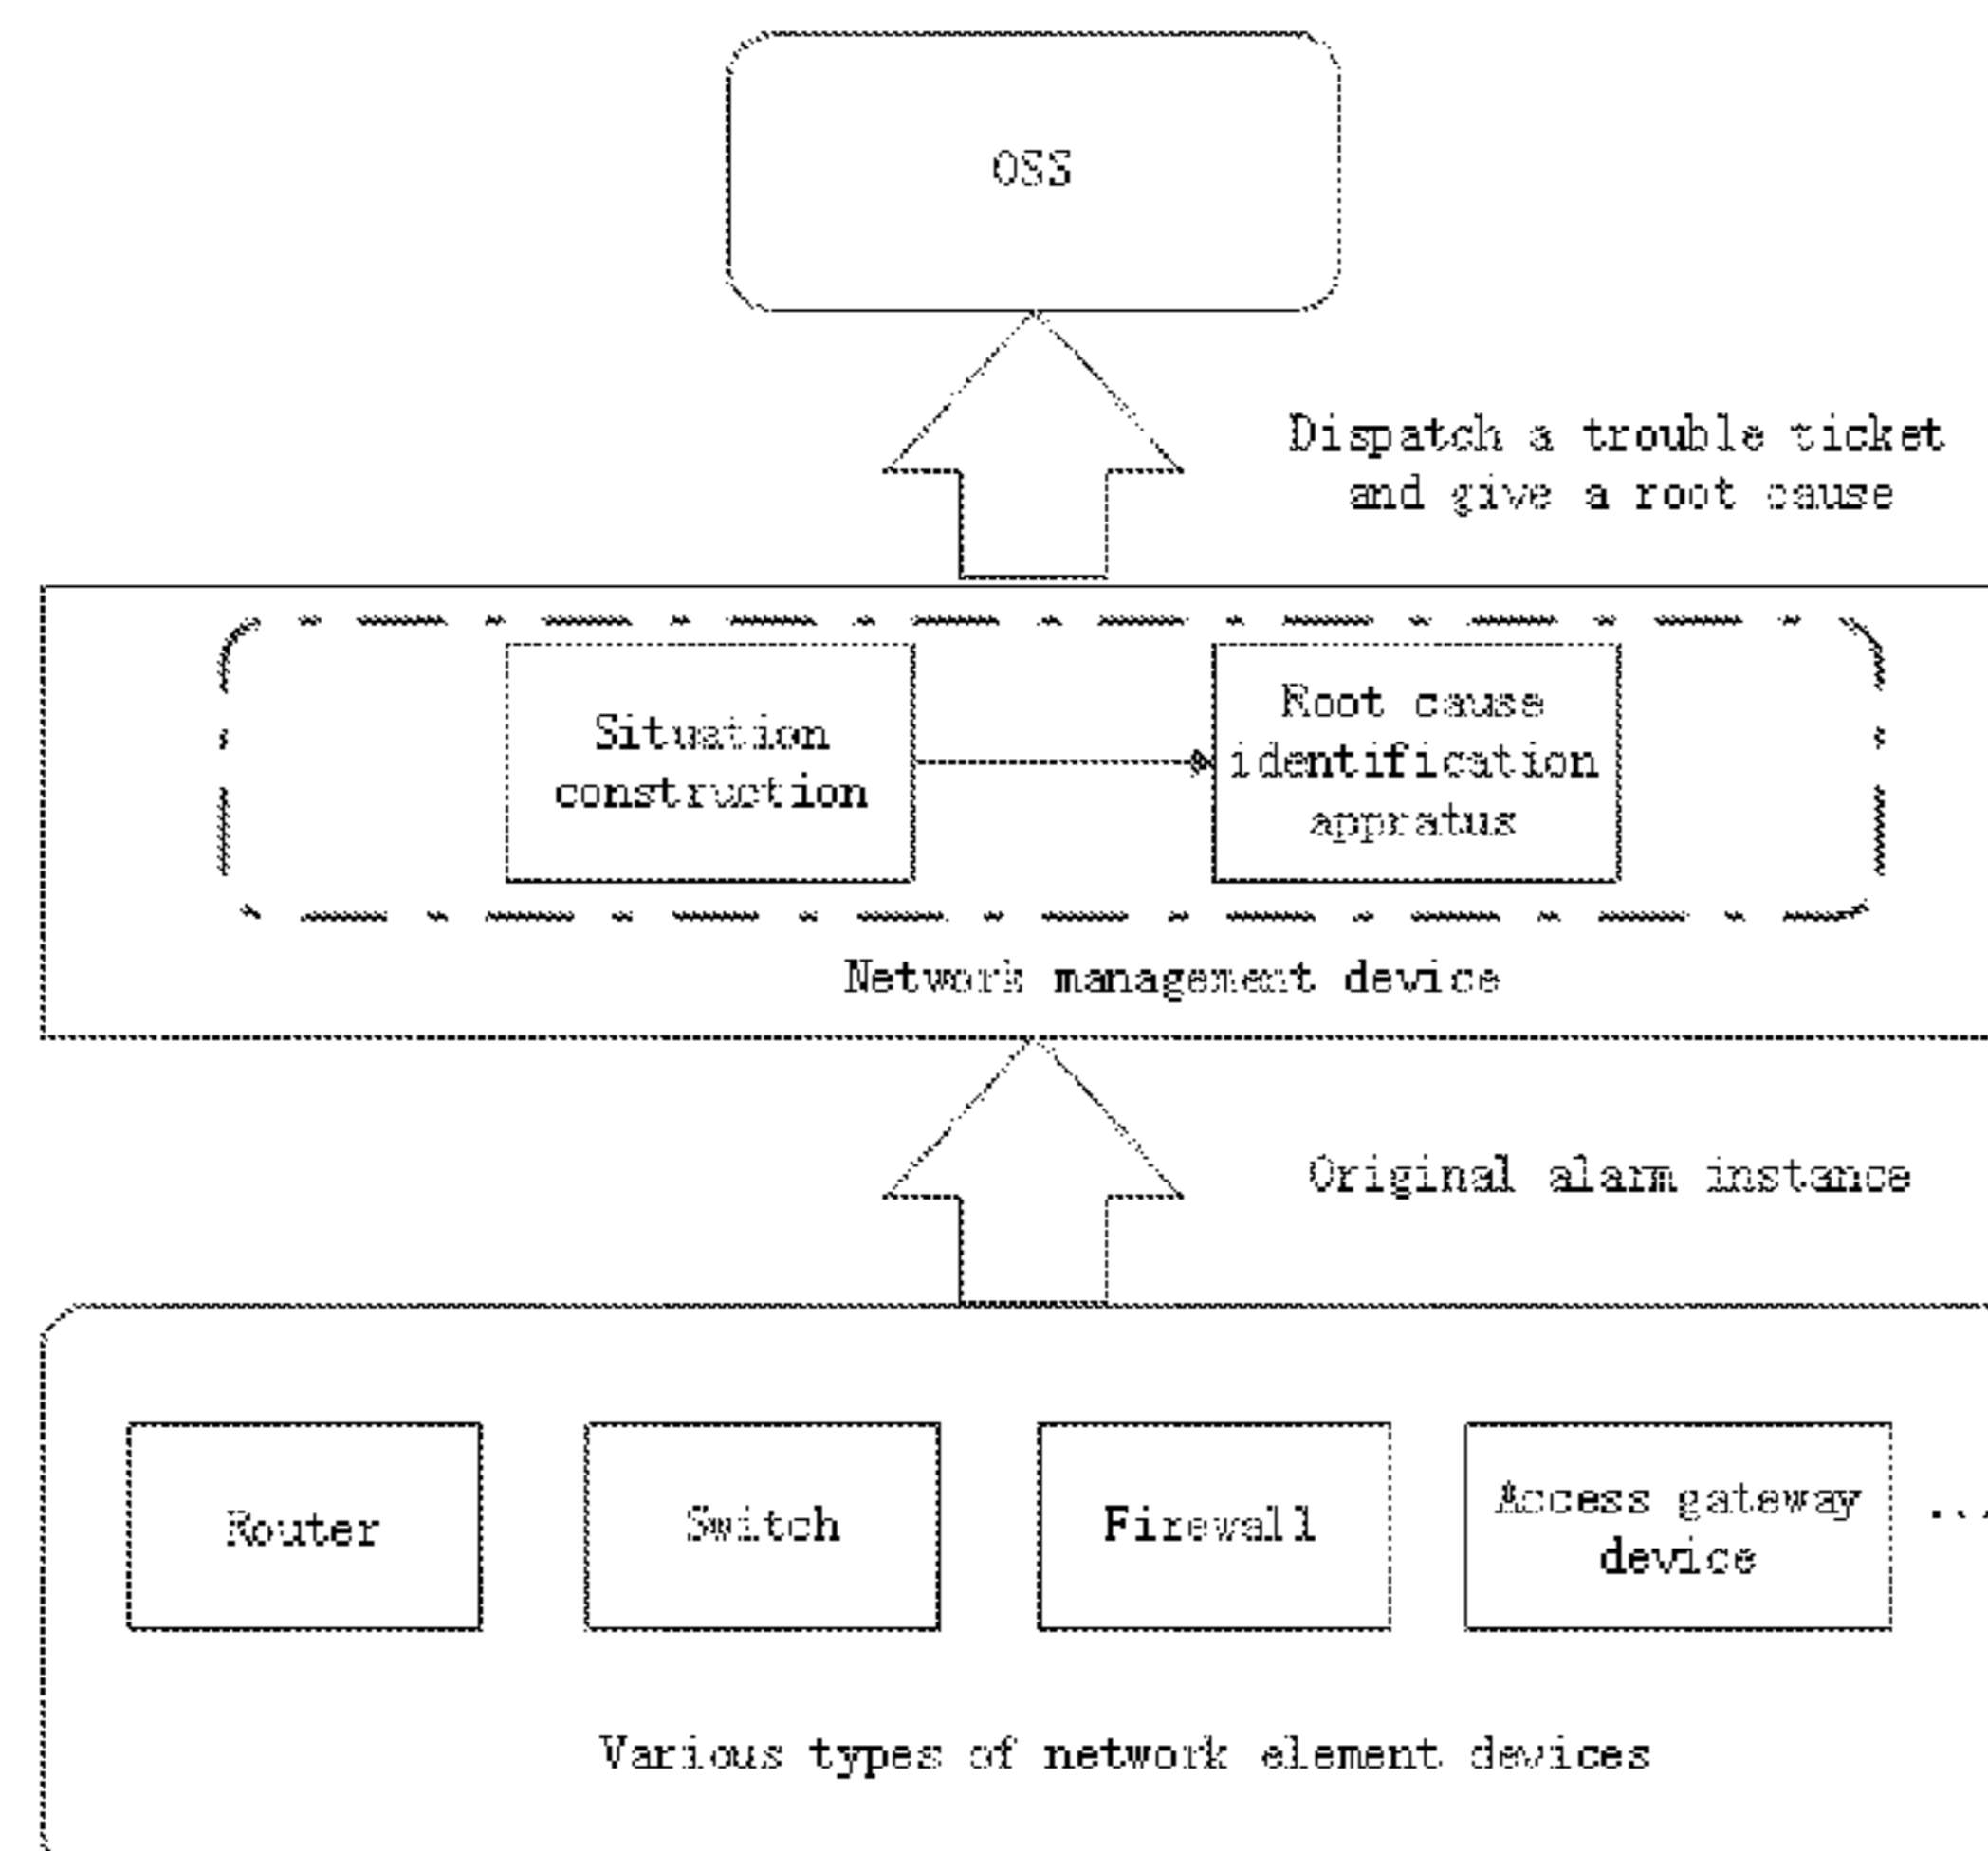 OSS
Dispatch a trouble ticket
and give a root cause
Situation
construction
Root cause
identification
appratus
Network management device
Original alarm instance
Router
Switch
Firewall
Access gateway
device
...
Various types of network element devices